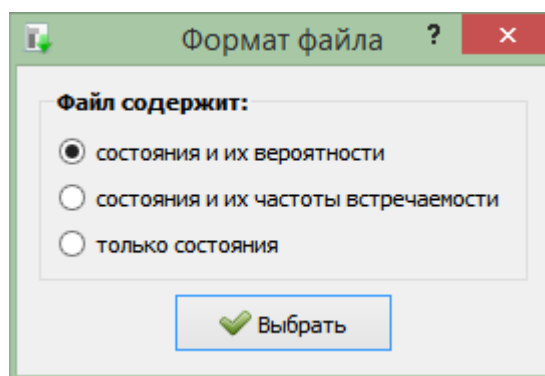 Формат файла ? ×
Файл содержит:
состояния и их вероятности
состояния и их частоты встречаемости
только состояния
Выбрать